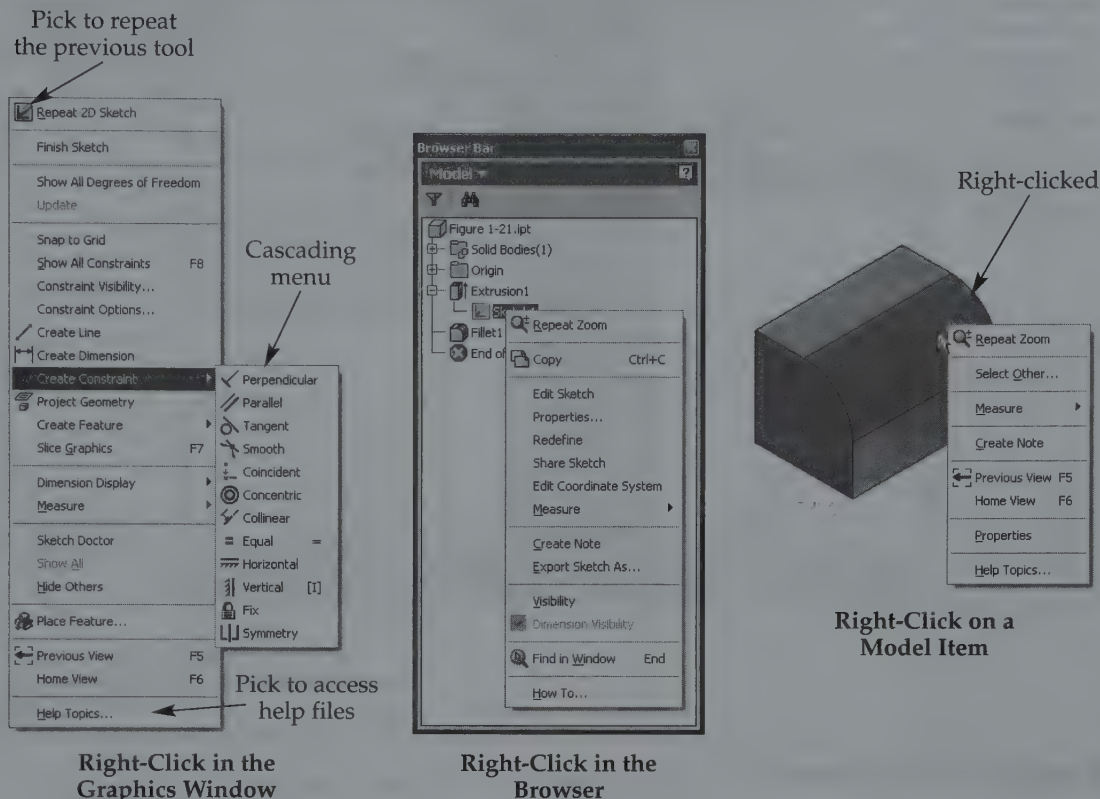 Pick to repeat
the previous tool
Repeat 2D Sketch
Finish Sketch
Show All Degrees of Freedom
Update
Snap to Grid
Show All Constraints F8
Constraint Visibility...
Constraint Options...
Create Line
Create Dimension
Create Constraint
Project Geometry
Create Feature
Slice Graphics F7
Dimension Display
Measure
Sketch Doctor
Show All
Hide Others
Place Feature...
Previous View F5
Home View F6
Help Topics...
Cascading
menu
Perpendicular
Parallel
Tangent
Smooth
Coincident
Concentric
Collinear
Equal =
Horizontal
Vertical [I]
Fix
Symmetry
Pick to access
help files
Right-Click in the
Graphics Window
Browser Bar
Model
Figure 1-21.ipt
Solid Bodies(1)
Origin
Extrusion1
Fillet1
End of
Repeat Zoom
Copy Ctrl+C
Edit Sketch
Properties...
Redefine
Share Sketch
Edit Coordinate System
Measure
Create Note
Export Sketch As...
Visibility
Dimension Visibility
Find in Window End
How To...
Right-Click in the
Browser
Right-clicked
Repeat Zoom
Select Other...
Measure
Create Note
Previous View F5
Home View F6
Properties
Help Topics...
Right-Click on a
Model Item